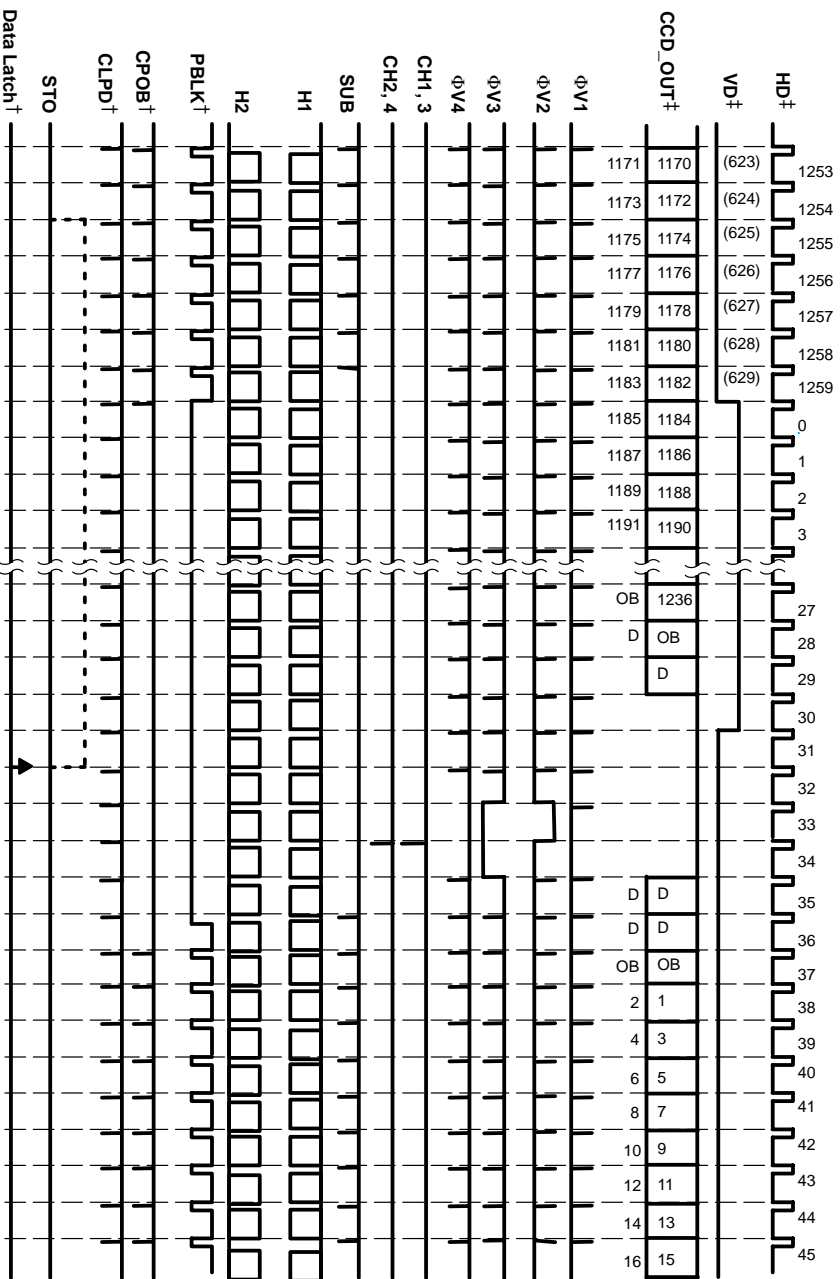 HD‡
1253
1254
1255
1256
1257
1258
1259
0
1
2
3
27
28
29
30
31
32
33
34
35
36
37
38
39
40
41
42
43
44
45
VD‡
(623)
(624)
(625)
(626)
(627)
(628)
(629)
CCD_OUT‡
1170
1172
1174
1176
1178
1180
1182
1184
1186
1188
1190
1236
OB
D
D
D
OB
1
3
5
7
9
11
13
15
1171
1173
1175
1177
1179
1181
1183
1185
1187
1189
1191
OB
D
D
D
OB
2
4
6
8
10
12
14
16
ΦV1
ΦV2
ΦV3
ΦV4
CH1, 3
CH2, 4
SUB
H1
H2
PBLK†
CPOB†
CLPD†
STO
Data Latch†